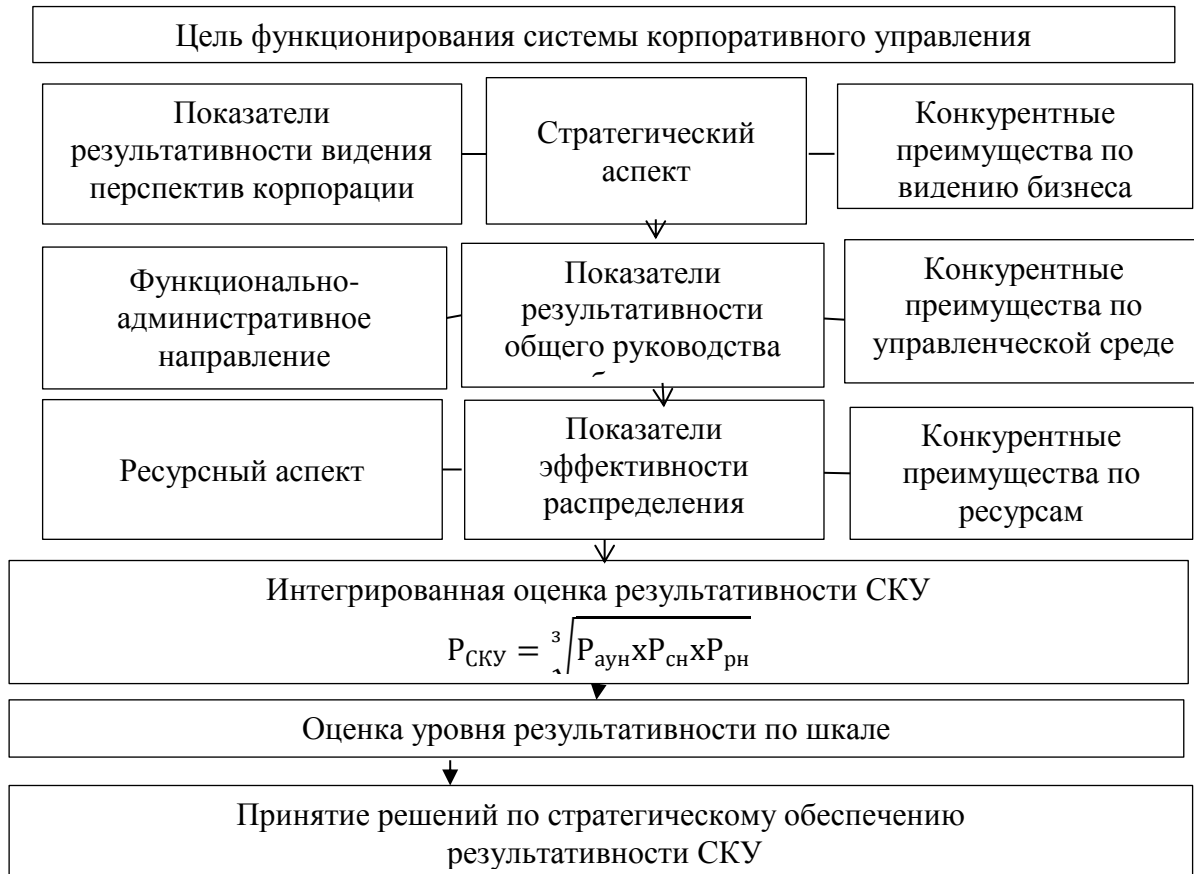 Цель функционирования системы корпоративного управления
Показатели
результативности видения
перспектив корпорации
Стратегический
аспект
Конкурентные
преимущества по
видению бизнеса
Функционально-
административное
направление
Показатели
результативности
общего руководства
Конкурентные
преимущества по
управленческой среде
Ресурсный аспект
Показатели
эффективности
распределения
Конкурентные
преимущества по
ресурсам
Интегрированная оценка результативности СКУ
Р_СКУ = ∛(Р_аун х Р_сн х Р_рн)
Оценка уровня результативности по шкале
Принятие решений по стратегическому обеспечению
результативности СКУ